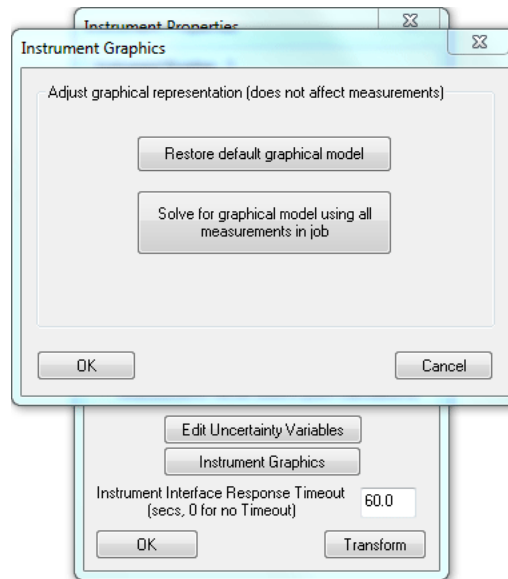 Instrument Properties
Instrument Graphics
Adjust graphical representation (does not affect measurements)
Restore default graphical model
Solve for graphical model using all
measurements in job
OK
Cancel
Edit Uncertainty Variables
Instrument Graphics
Instrument Interface Response Timeout
(secs, 0 for no Timeout)
60.0
OK
Transform